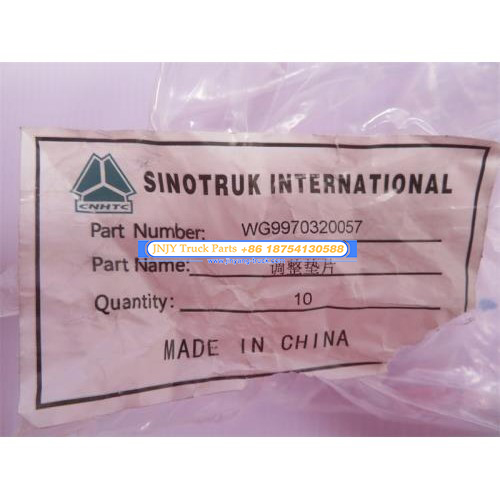 SINOTRUK INTERNATIONAL
CNHTC
Part Number: WG9970320057
JNJY Truck Parts +86 18754130588
Part Name: 调整垫片
Quantity: 10
MADE IN CHINA